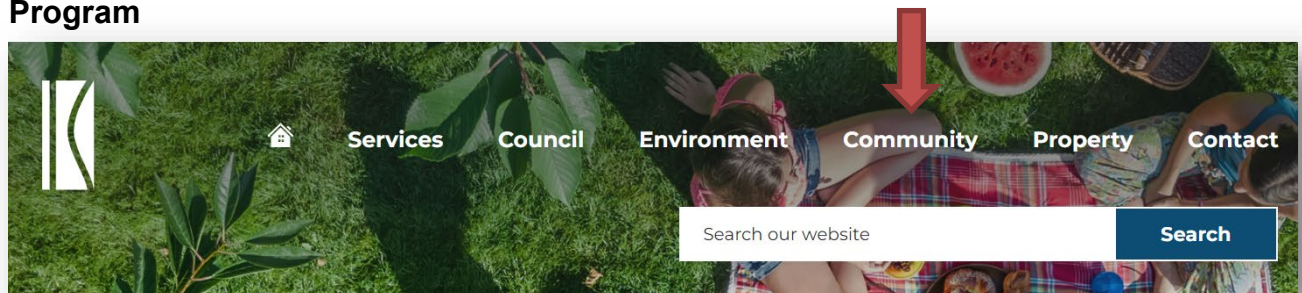 Program
Services Council Environment Community Property Contact
Search our website Search